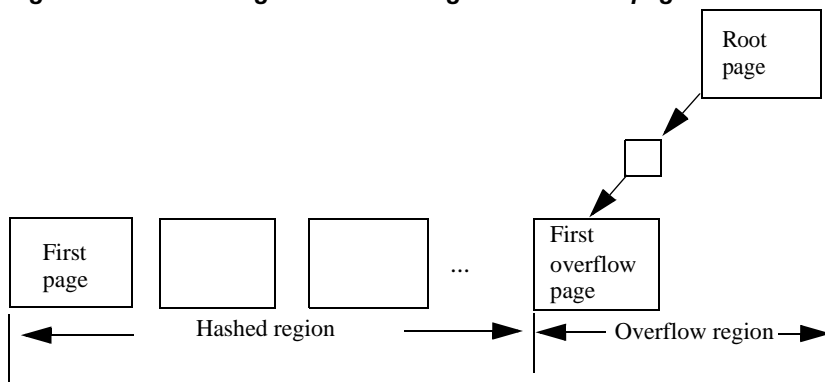 Root
page
First
page
...
First
overflow
page
Hashed region
Overflow region